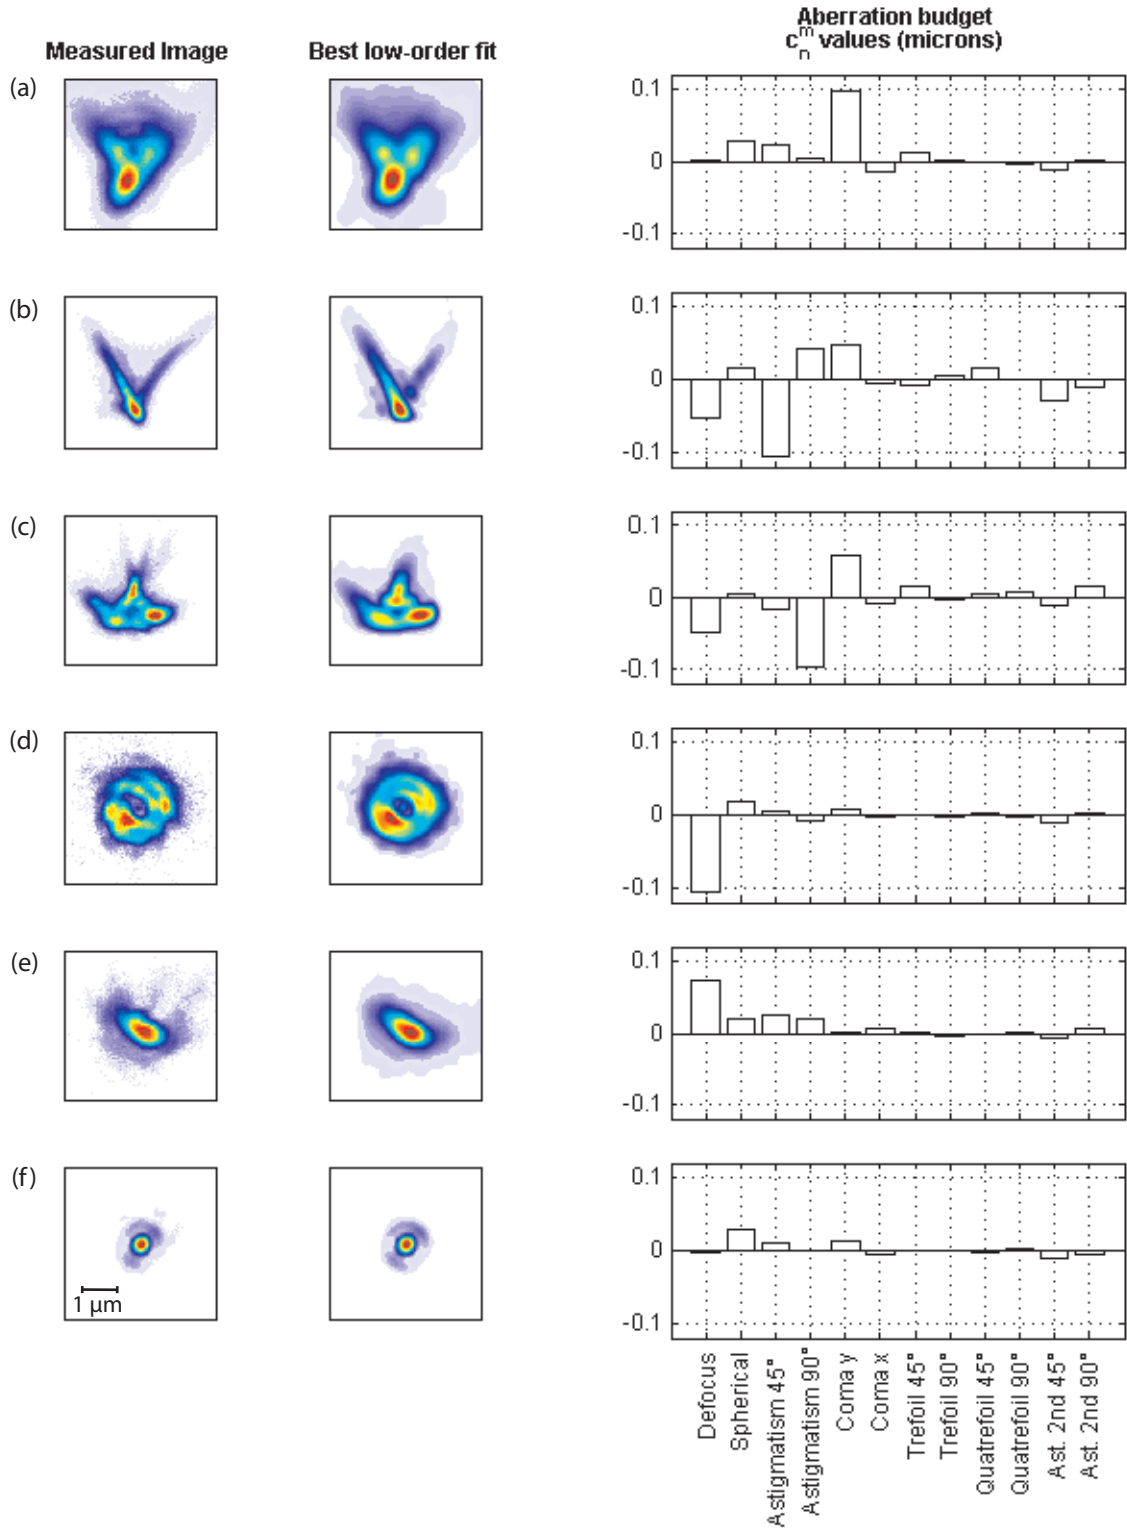 Measured Image
Best low-order fit
Aberration budget
c_n^m values (microns)
(a)
0.1
0
-0.1
(b)
0.1
0
-0.1
(c)
0.1
0
-0.1
(d)
0.1
0
-0.1
(e)
0.1
0
-0.1
(f)
0.1
0
-0.1
1 μm
Defocus
Spherical
Astigmatism 45°
Astigmatism 90°
Coma y
Coma x
Trefoil 45°
Trefoil 90°
Quatrefoil 45°
Quatrefoil 90°
Ast. 2nd 45°
Ast. 2nd 90°